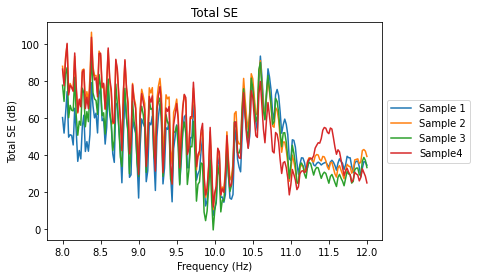 Total SE
Total SE (dB)
100
80
60
40
20
0
8.0 8.5 9.0 9.5 10.0 10.5 11.0 11.5 12.0
Frequency (Hz)
Sample 1
Sample 2
Sample 3
Sample4